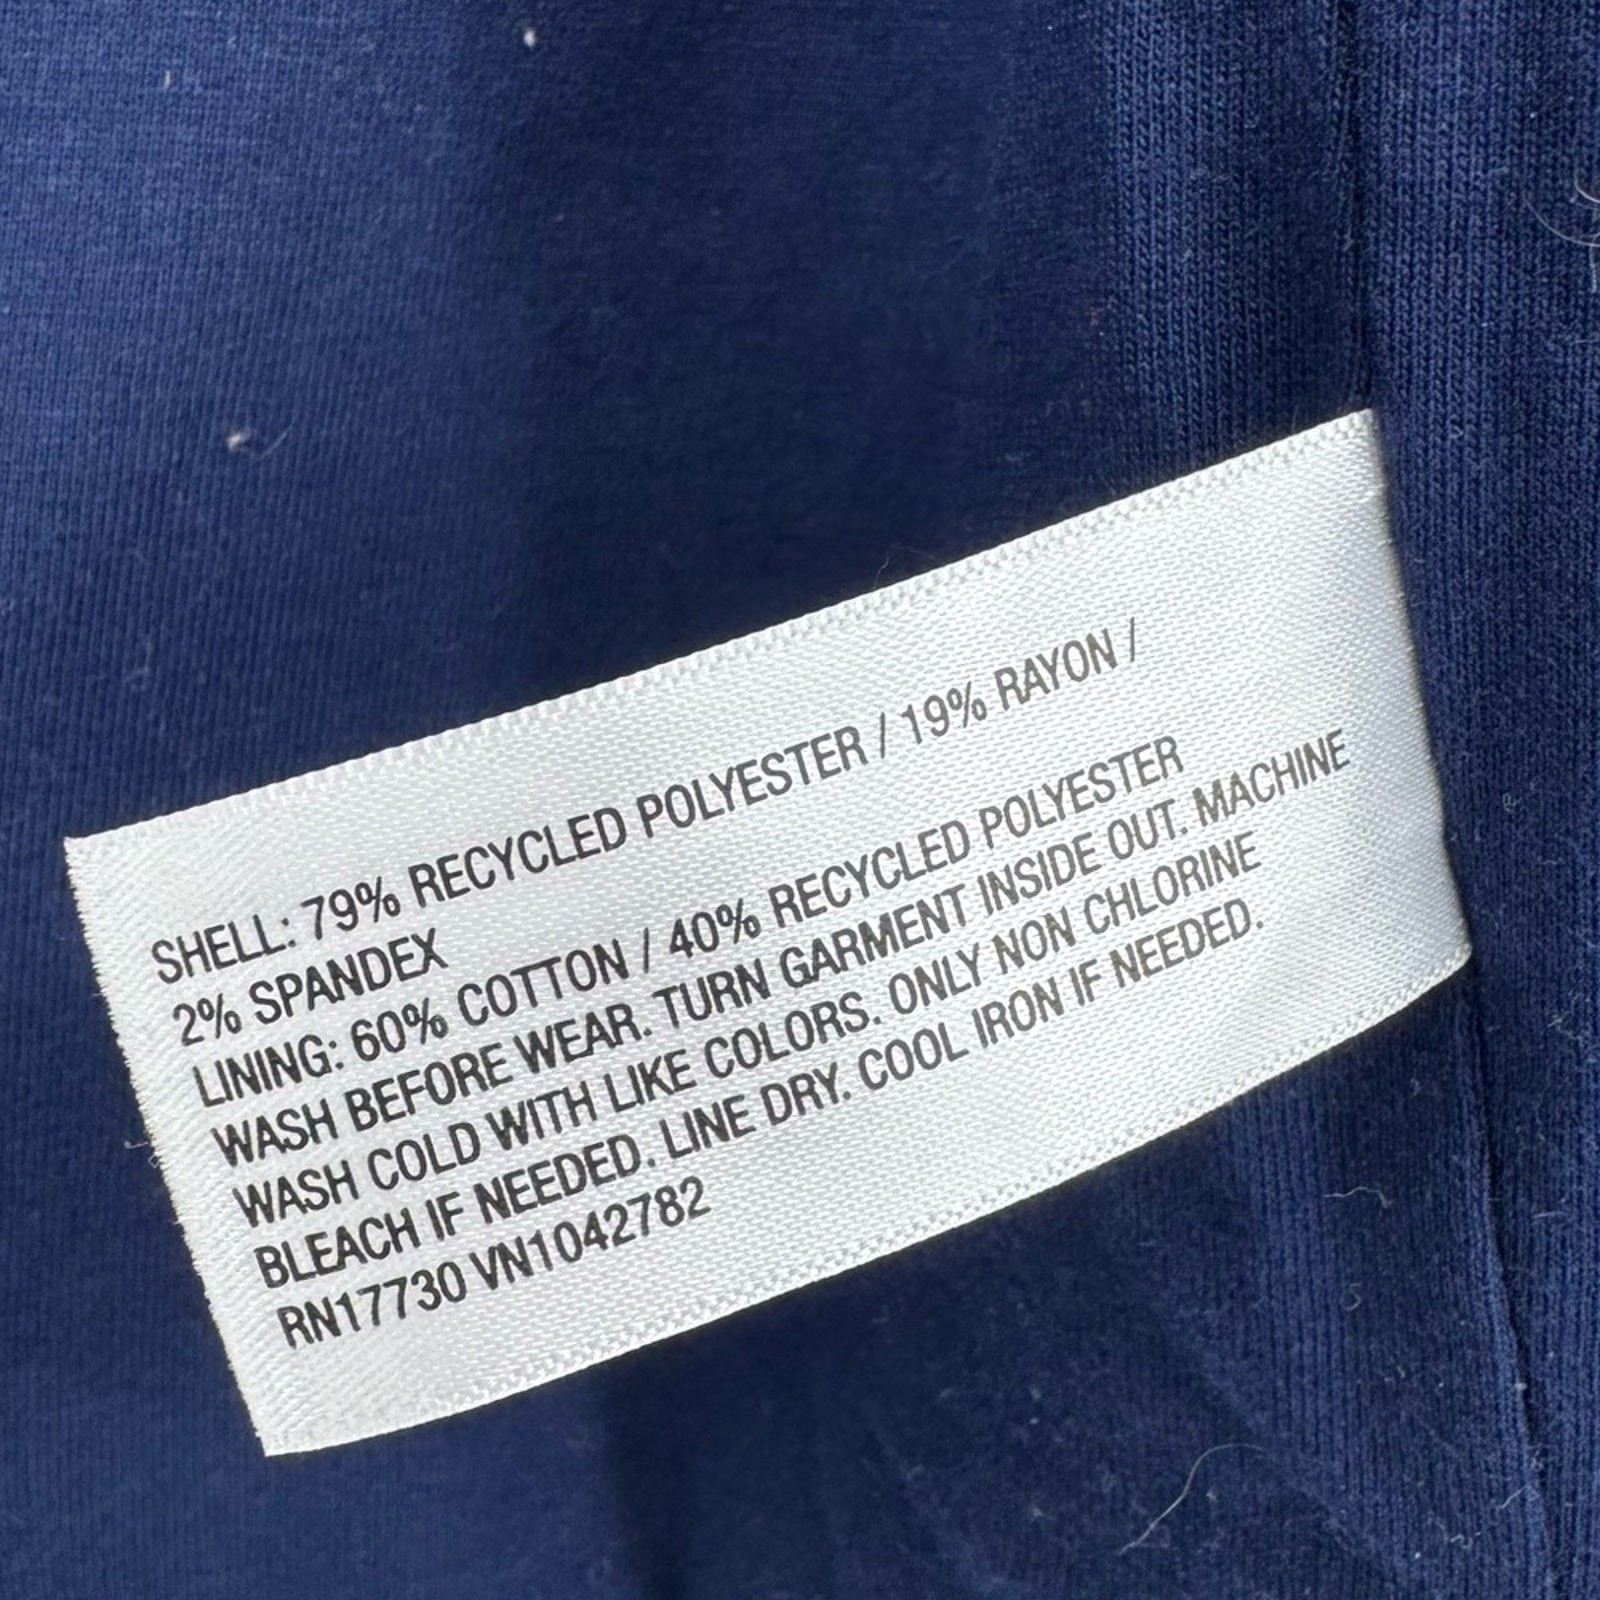 SHELL: 79% RECYCLED POLYESTER / 19% RAYON /
2% SPANDEX
LINING: 60% COTTON / 40% RECYCLED POLYESTER
WASH BEFORE WEAR. TURN GARMENT INSIDE OUT. MACHINE
WASH COLD WITH LIKE COLORS. ONLY NON CHLORINE
BLEACH IF NEEDED. LINE DRY. COOL IRON IF NEEDED.
RN17730 VN1042782